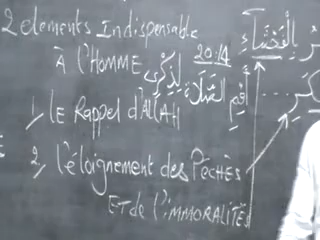 2 elements Indispensable
À l'HOMME
20:14
أَقِمِ الصَّلَاةَ لِذِكْرِي
بِالْفَحْشَاءِ
1) le Rappel d'AllAH
2) l'éloignement des Péchés
ET de l'immoralité